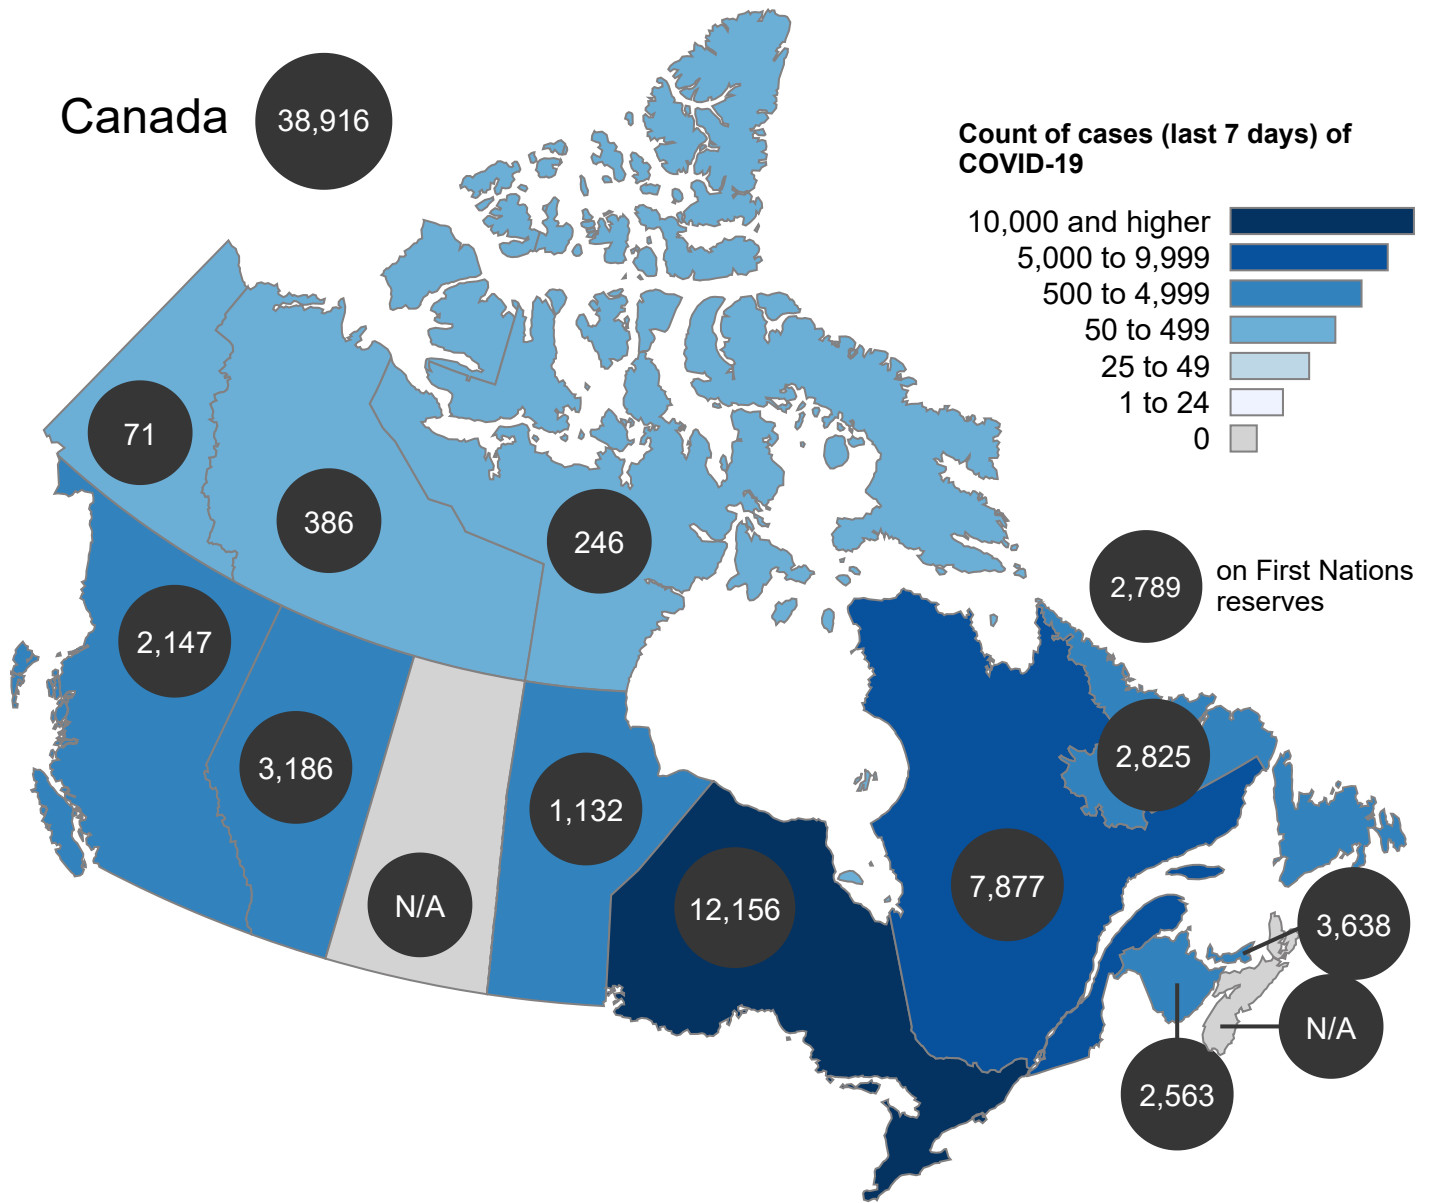 Canada
38,916
Count of cases (last 7 days) of
COVID-19
10,000 and higher
5,000 to 9,999
500 to 4,999
50 to 499
25 to 49
1 to 24
0
71
386
246
2,789
on First Nations
reserves
2,147
3,186
N/A
1,132
12,156
7,877
2,825
3,638
N/A
2,563